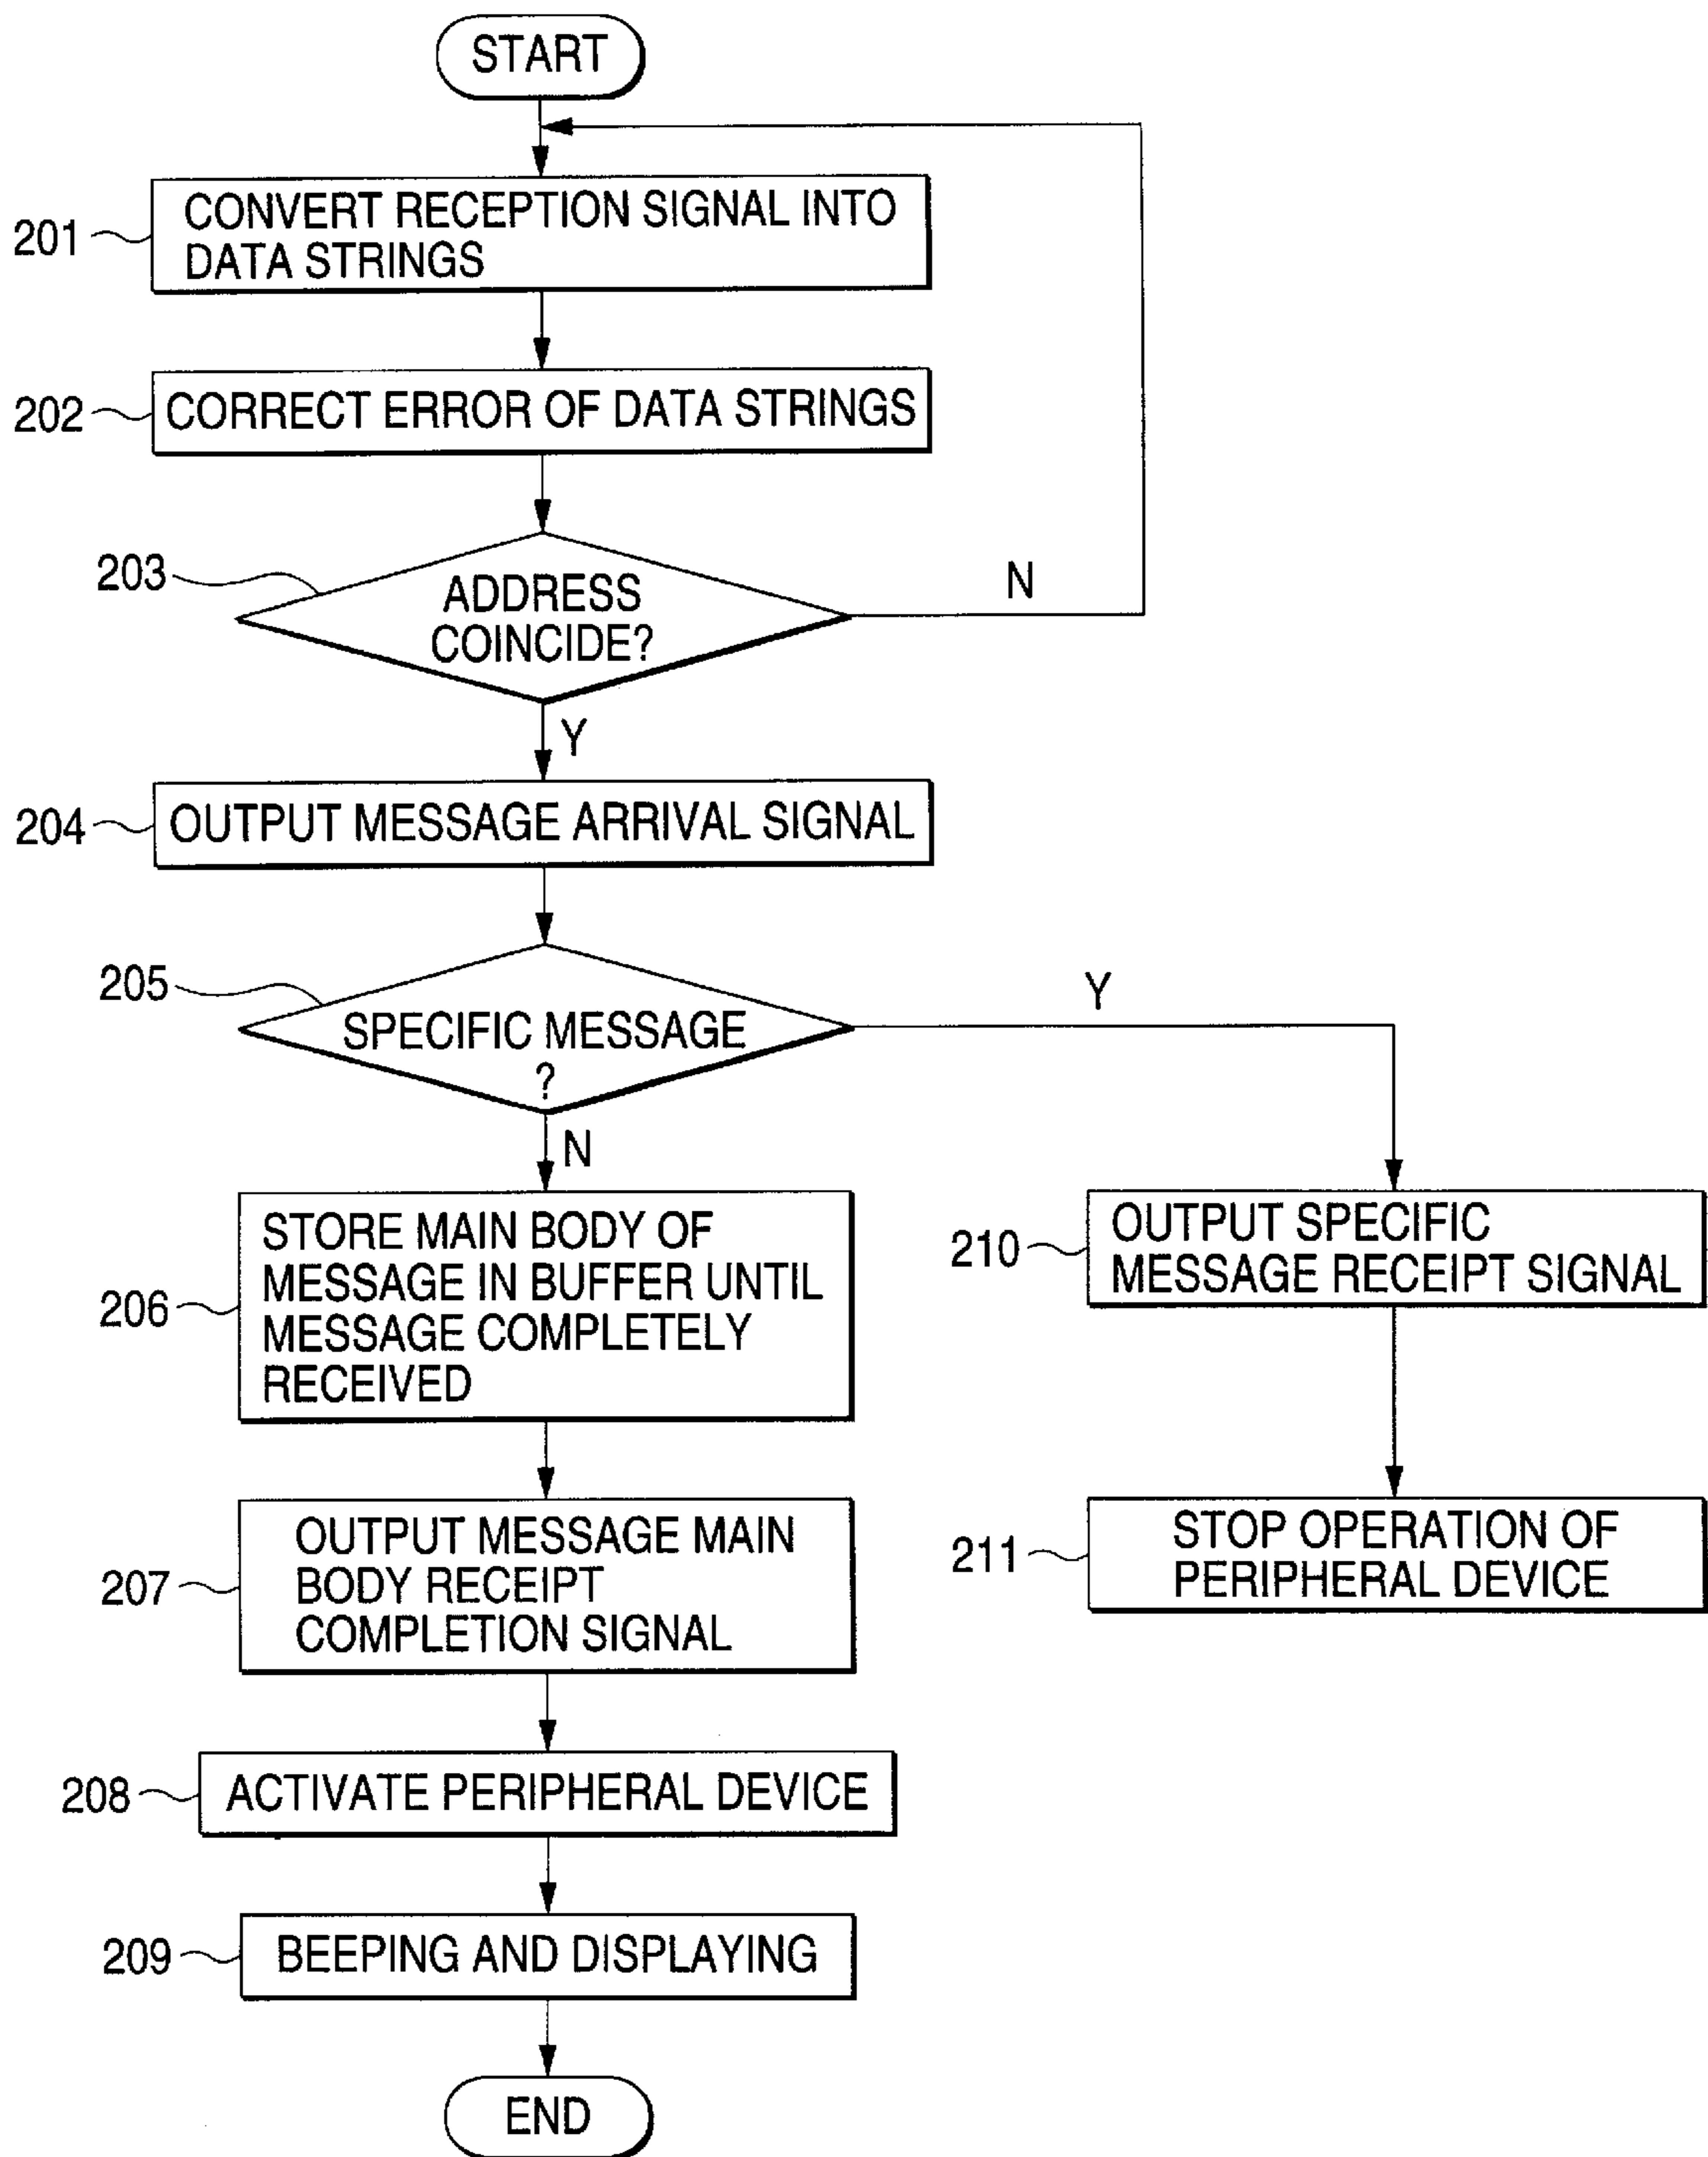 START
201
CONVERT RECEPTION SIGNAL INTO
DATA STRINGS
202
CORRECT ERROR OF DATA STRINGS
203
ADDRESS
COINCIDE?
N
Y
204
OUTPUT MESSAGE ARRIVAL SIGNAL
205
SPECIFIC MESSAGE
?
Y
N
206
STORE MAIN BODY OF
MESSAGE IN BUFFER UNTIL
MESSAGE COMPLETELY
RECEIVED
210
OUTPUT SPECIFIC
MESSAGE RECEIPT SIGNAL
207
OUTPUT MESSAGE MAIN
BODY RECEIPT
COMPLETION SIGNAL
211
STOP OPERATION OF
PERIPHERAL DEVICE
208
ACTIVATE PERIPHERAL DEVICE
209
BEEPING AND DISPLAYING
END